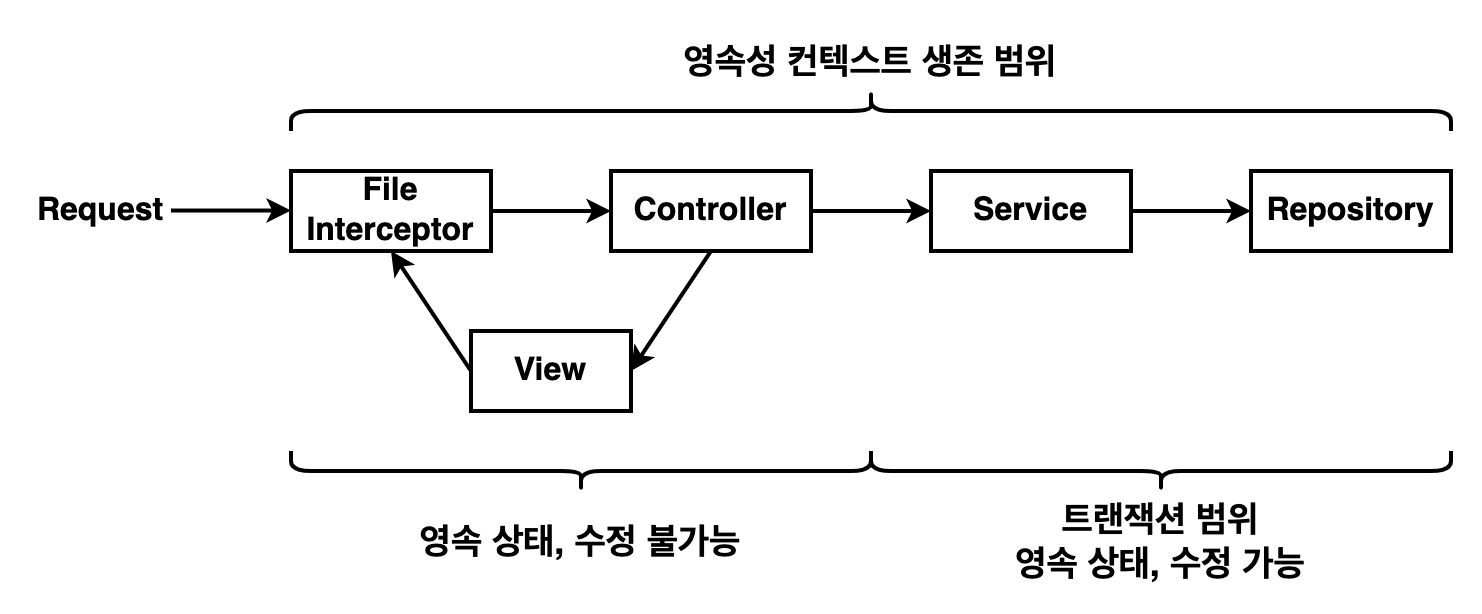 영속성 컨텍스트 생존 범위
Request
File
Interceptor
Controller
Service
Repository
View
영속 상태, 수정 불가능
트랜잭션 범위
영속 상태, 수정 가능